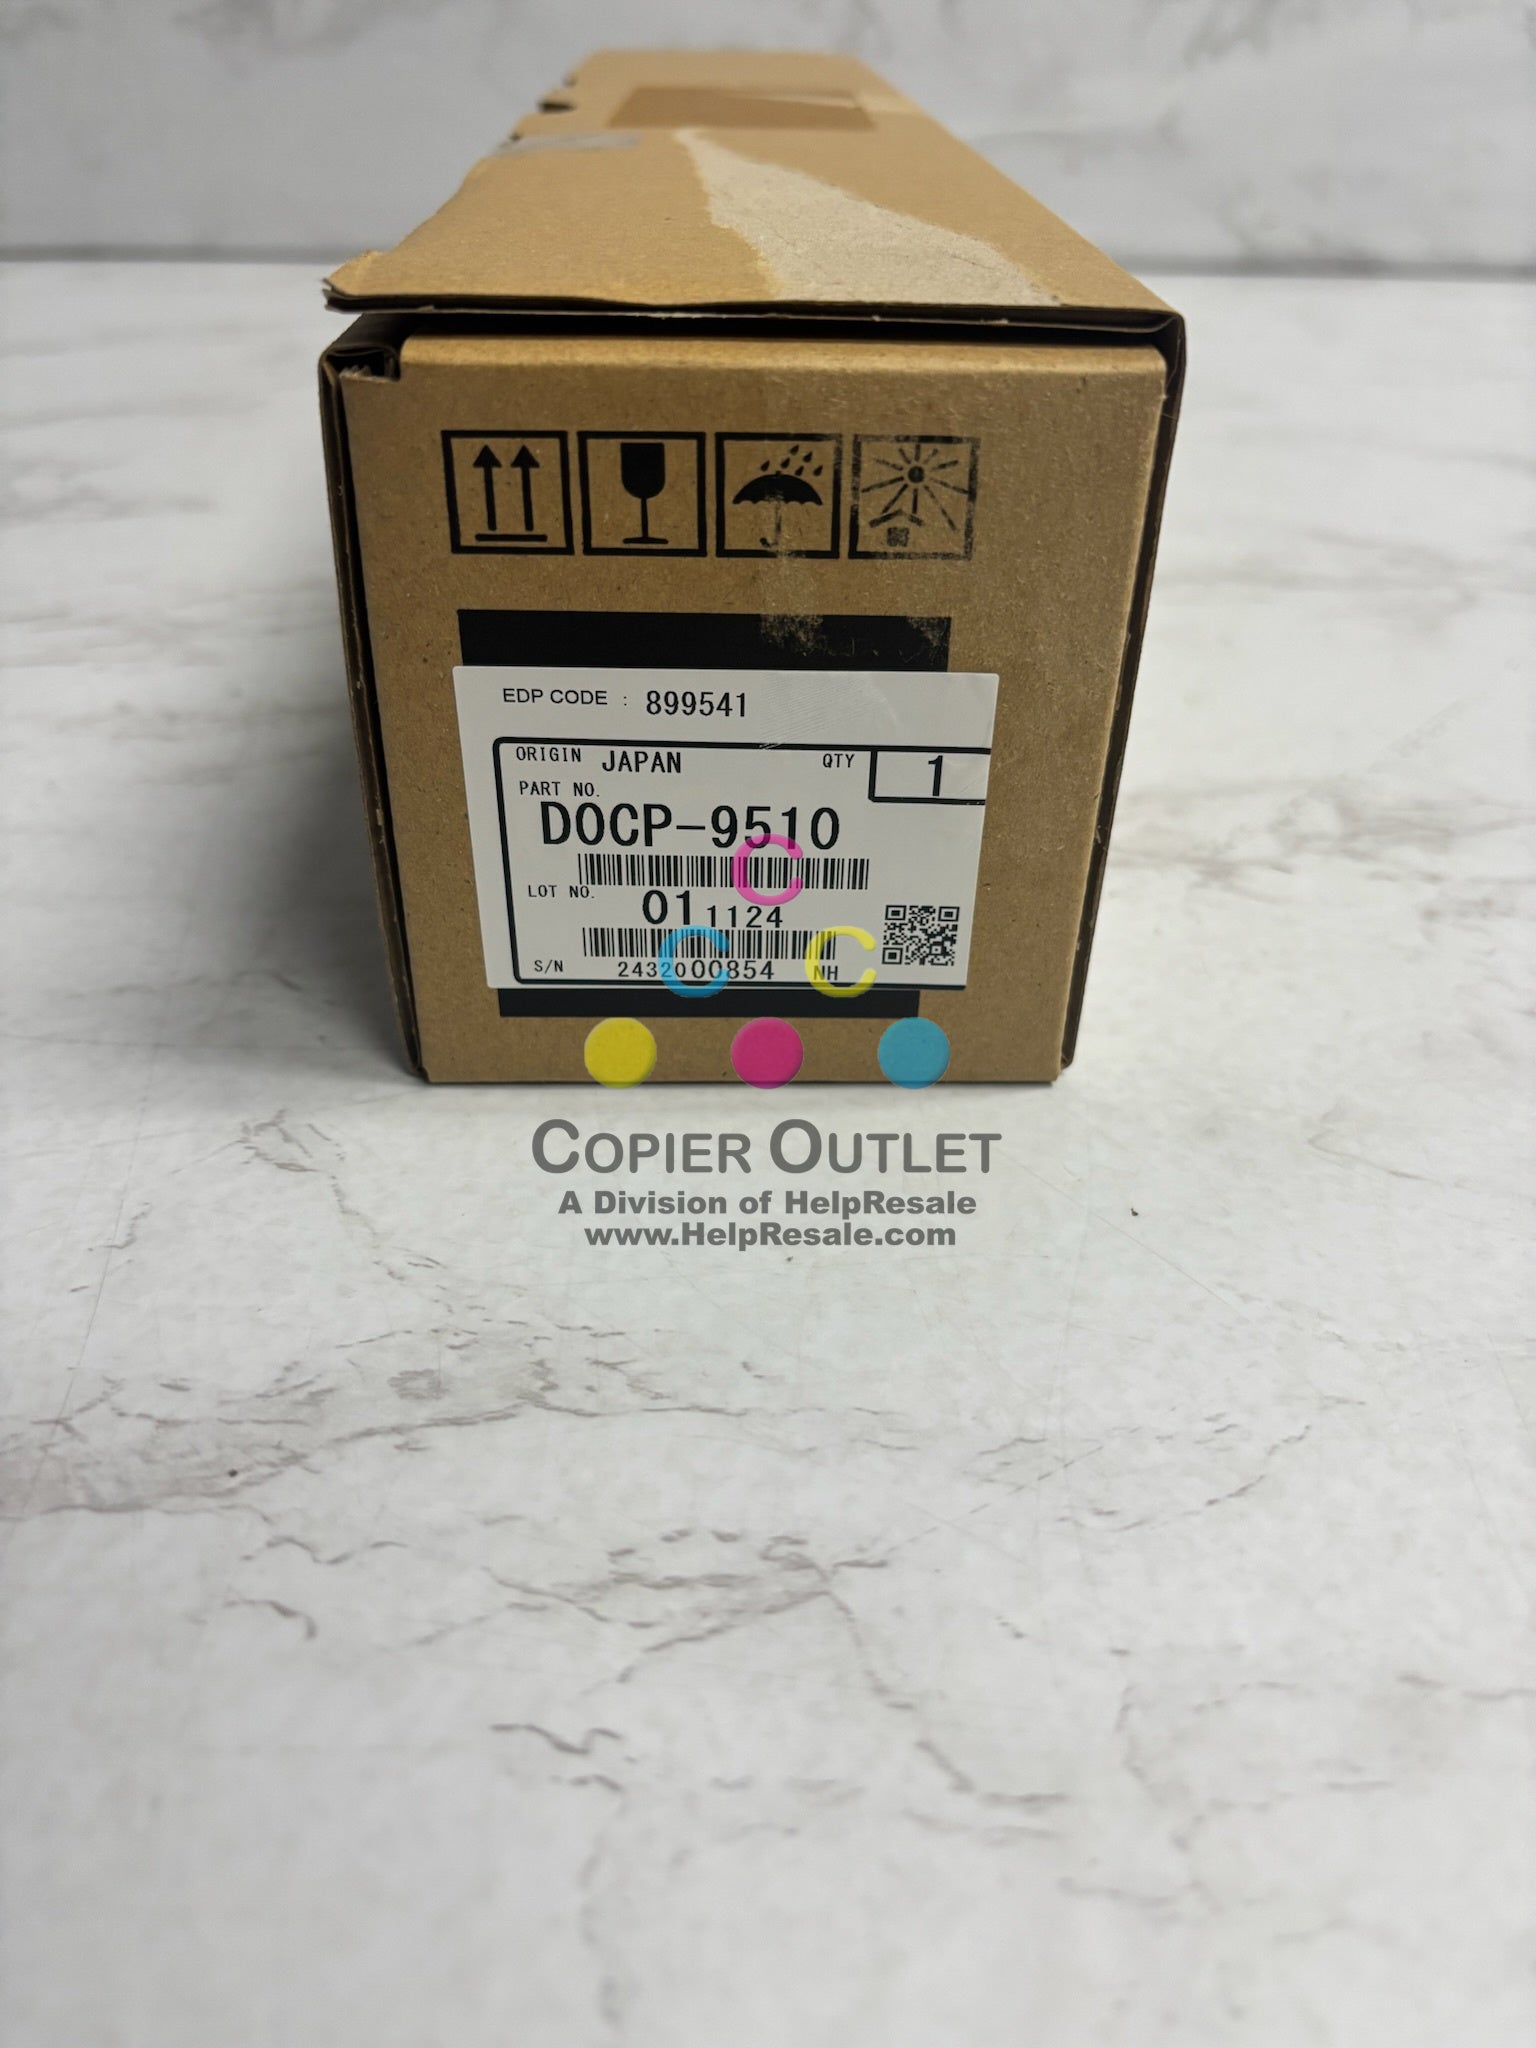 EDP CODE : 899541
ORIGIN JAPAN QTY 1
PART NO.
D0CP-9510
LOT NO. 01 1124
S/N 2432000854 NH
C
C C
COPIER OUTLET
A Division of HelpResale
www.HelpResale.com